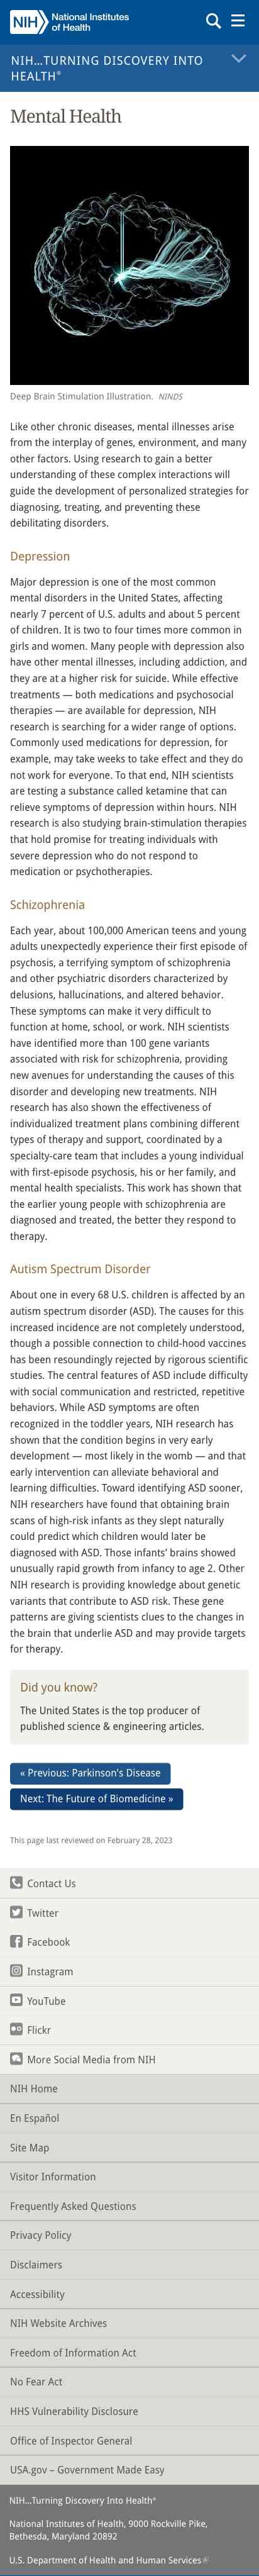 NIH National Institutes
of Health
NIH...TURNING DISCOVERY INTO
HEALTH®
Mental Health
Deep Brain Stimulation Illustration. NINDS
Like other chronic diseases, mental illnesses arise
from the interplay of genes, environment, and many
other factors. Using research to gain a better
understanding of these complex interactions will
guide the development of personalized strategies for
diagnosing, treating, and preventing these
debilitating disorders.
Depression
Major depression is one of the most common
mental disorders in the United States, affecting
nearly 7 percent of U.S. adults and about 5 percent
of children. It is two to four times more common in
girls and women. Many people with depression also
have other mental illnesses, including addiction, and
they are at a higher risk for suicide. While effective
treatments — both medications and psychosocial
therapies — are available for depression, NIH
research is searching for a wider range of options.
Commonly used medications for depression, for
example, may take weeks to take effect and they do
not work for everyone. To that end, NIH scientists
are testing a substance called ketamine that can
relieve symptoms of depression within hours. NIH
research is also studying brain-stimulation therapies
that hold promise for treating individuals with
severe depression who do not respond to
medication or psychotherapies.
Schizophrenia
Each year, about 100,000 American teens and young
adults unexpectedly experience their first episode of
psychosis, a terrifying symptom of schizophrenia
and other psychiatric disorders characterized by
delusions, hallucinations, and altered behavior.
These symptoms can make it very difficult to
function at home, school, or work. NIH scientists
have identified more than 100 gene variants
associated with risk for schizophrenia, providing
new avenues for understanding the causes of this
disorder and developing new treatments. NIH
research has also shown the effectiveness of
individualized treatment plans combining different
types of therapy and support, coordinated by a
specialty-care team that includes a young individual
with first-episode psychosis, his or her family, and
mental health specialists. This work has shown that
the earlier young people with schizophrenia are
diagnosed and treated, the better they respond to
therapy.
Autism Spectrum Disorder
About one in every 68 U.S. children is affected by an
autism spectrum disorder (ASD). The causes for this
increased incidence are not completely understood,
though a possible connection to child-hood vaccines
has been resoundingly rejected by rigorous scientific
studies. The central features of ASD include difficulty
with social communication and restricted, repetitive
behaviors. While ASD symptoms are often
recognized in the toddler years, NIH research has
shown that the condition begins in very early
development — most likely in the womb — and that
early intervention can alleviate behavioral and
learning difficulties. Toward identifying ASD sooner,
NIH researchers have found that obtaining brain
scans of high-risk infants as they slept naturally
could predict which children would later be
diagnosed with ASD. Those infants' brains showed
unusually rapid growth from infancy to age 2. Other
NIH research is providing knowledge about genetic
variants that contribute to ASD risk. These gene
patterns are giving scientists clues to the changes in
the brain that underlie ASD and may provide targets
for therapy.
Did you know?
The United States is the top producer of
published science & engineering articles.
« Previous: Parkinson's Disease
Next: The Future of Biomedicine »
This page last reviewed on February 28, 2023
Contact Us
Twitter
Facebook
Instagram
YouTube
Flickr
More Social Media from NIH
NIH Home
En Español
Site Map
Visitor Information
Frequently Asked Questions
Privacy Policy
Disclaimers
Accessibility
NIH Website Archives
Freedom of Information Act
No Fear Act
HHS Vulnerability Disclosure
Office of Inspector General
USA.gov – Government Made Easy
NIH...Turning Discovery Into Health®
National Institutes of Health, 9000 Rockville Pike,
Bethesda, Maryland 20892
U.S. Department of Health and Human Services